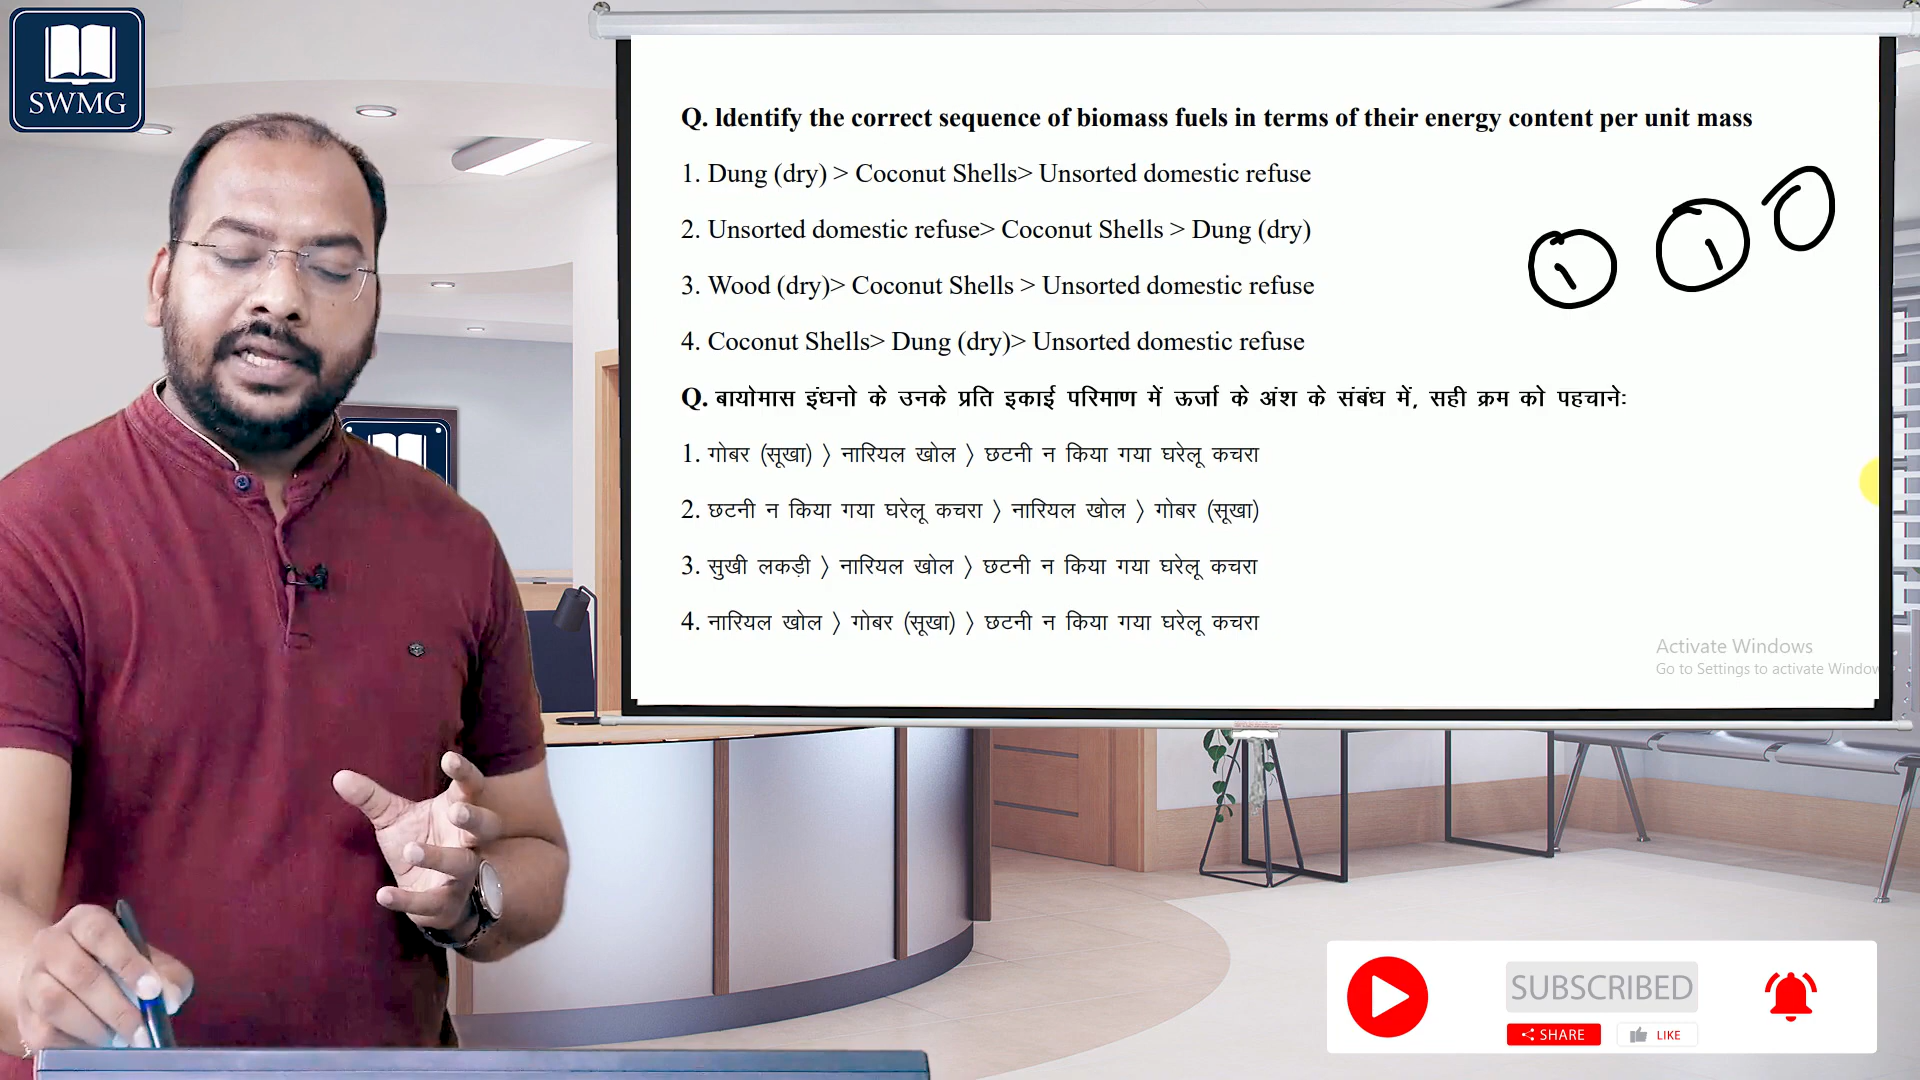 SWMG
Q. Identify the correct sequence of biomass fuels in terms of their energy content per unit mass
1. Dung (dry) > Coconut Shells> Unsorted domestic refuse
2. Unsorted domestic refuse> Coconut Shells > Dung (dry)
3. Wood (dry)> Coconut Shells > Unsorted domestic refuse
4. Coconut Shells> Dung (dry)> Unsorted domestic refuse
Q. बायोमास इंधनो के उनके प्रति इकाई परिमाण में ऊर्जा के अंश के संबंध में, सही क्रम को पहचाने:
1. गोबर (सूखा) > नारियल खोल > छटनी न किया गया घरेलू कचरा
2. छटनी न किया गया घरेलू कचरा > नारियल खोल > गोबर (सूखा)
3. सुखी लकड़ी > नारियल खोल > छटनी न किया गया घरेलू कचरा
4. नारियल खोल > गोबर (सूखा) > छटनी न किया गया घरेलू कचरा
Activate Windows
Go to Settings to activate Window
SUBSCRIBED
SHARE
LIKE